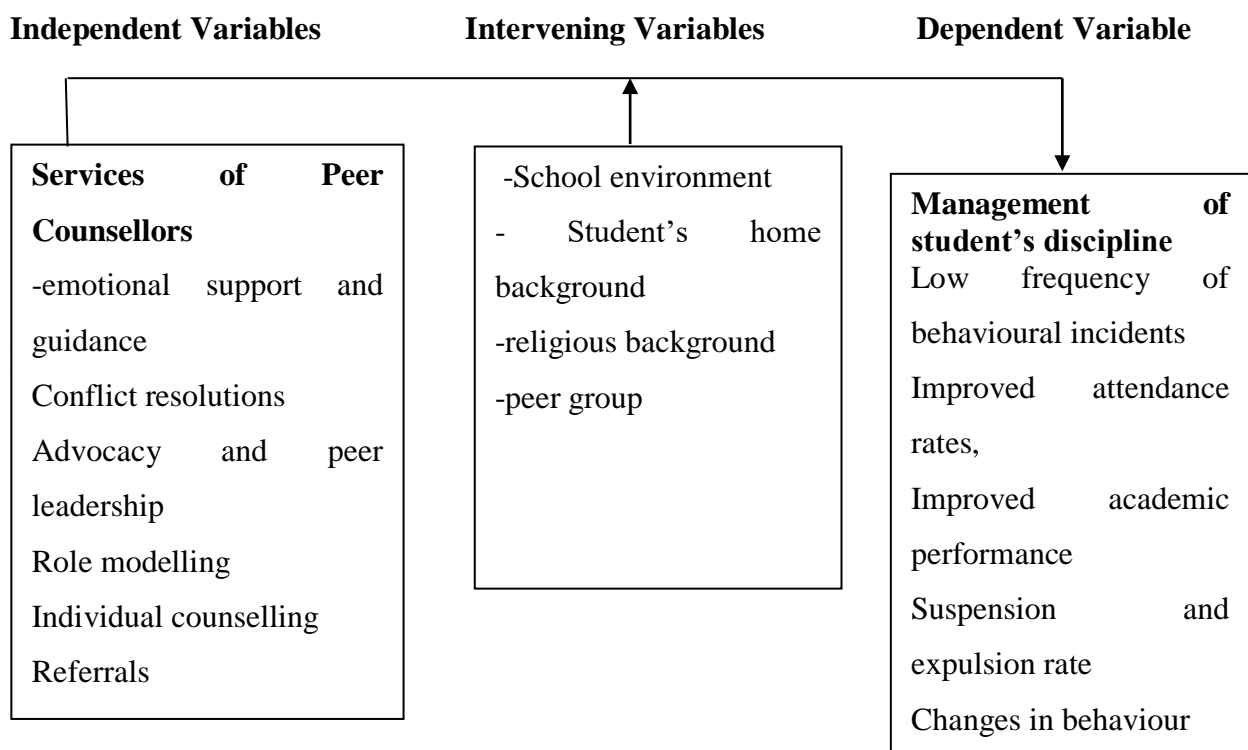 Independent Variables
Intervening Variables
Dependent Variable
Services of Peer
Counsellors
-emotional support and
guidance
Conflict resolutions
Advocacy and peer
leadership
Role modelling
Individual counselling
Referrals
-School environment
- Student’s home
background
-religious background
-peer group
Management of
student’s discipline
Low frequency of
behavioural incidents
Improved attendance
rates,
Improved academic
performance
Suspension and
expulsion rate
Changes in behaviour